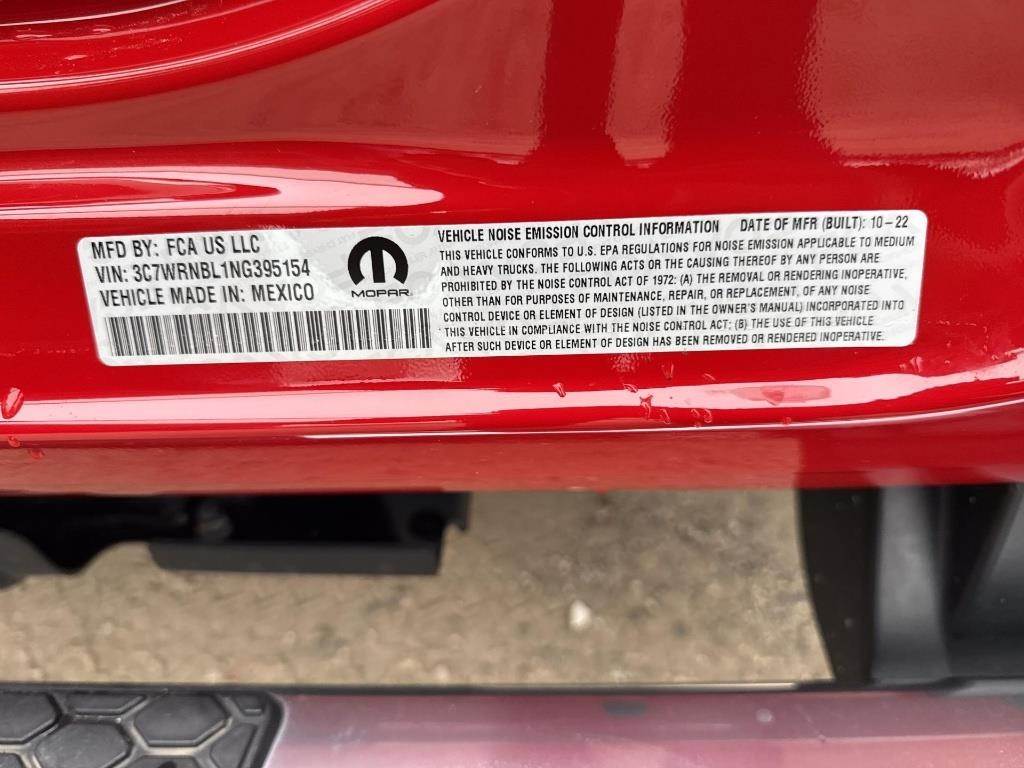 MFD BY: FCA US LLC
VIN: 3C7WRNBL1NG395154
VEHICLE MADE IN: MEXICO
MOPAR
VEHICLE NOISE EMISSION CONTROL INFORMATION DATE OF MFR (BUILT): 10-22
THIS VEHICLE CONFORMS TO U.S. EPA REGULATIONS FOR NOISE EMISSION APPLICABLE TO MEDIUM
AND HEAVY TRUCKS. THE FOLLOWING ACTS OR THE CAUSING THEREOF BY ANY PERSON ARE PROHIBITED
BY THE NOISE CONTROL ACT OF 1972: (A) THE REMOVAL OR RENDERING INOPERATIVE,
OTHER THAN FOR PURPOSES OF MAINTENANCE, REPAIR, OR REPLACEMENT, OF ANY NOISE
CONTROL DEVICE OR ELEMENT OF DESIGN (LISTED IN THE OWNER'S MANUAL) INCORPORATED INTO
THIS VEHICLE IN COMPLIANCE WITH THE NOISE CONTROL ACT; (B) THE USE OF THIS VEHICLE
AFTER SUCH DEVICE OR ELEMENT OF DESIGN HAS BEEN REMOVED OR RENDERED INOPERATIVE.